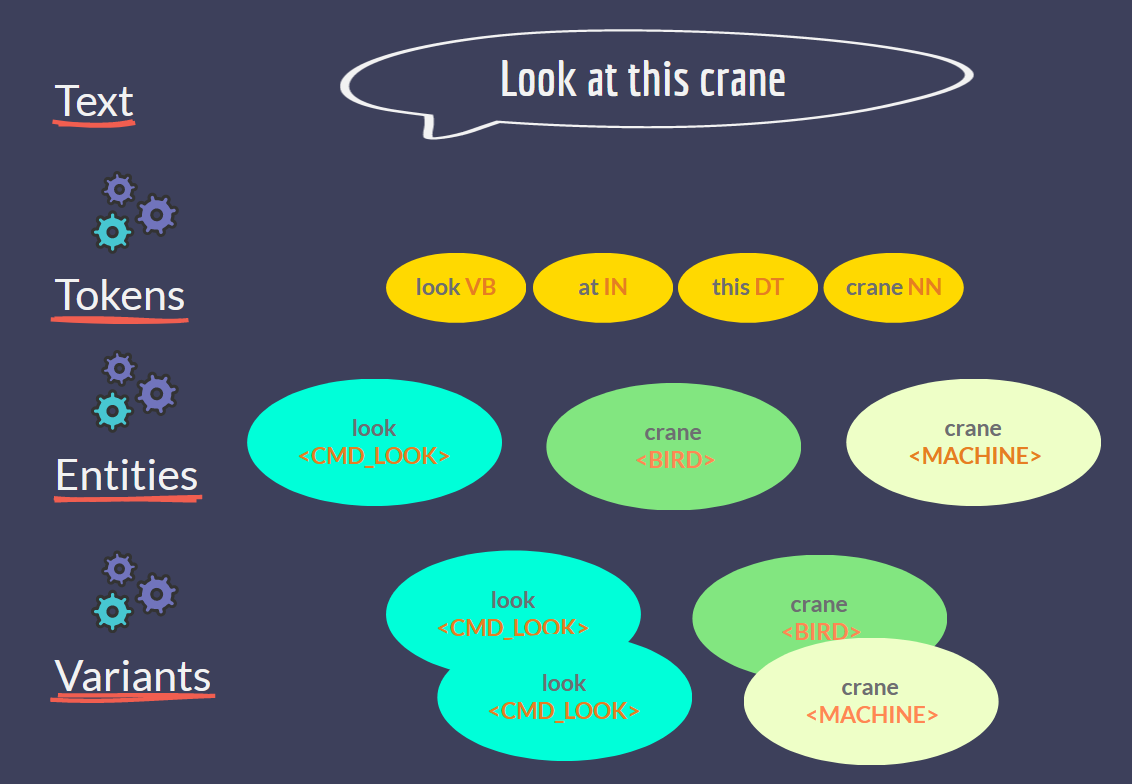 Text
Look at this crane
Tokens
look VB
at IN
this DT
crane NN
Entities
look
<CMD_LOOK>
crane
<BIRD>
crane
<MACHINE>
Variants
look
<CMD_LOOK>
crane
<BIRD>
look
<CMD_LOOK>
crane
<MACHINE>